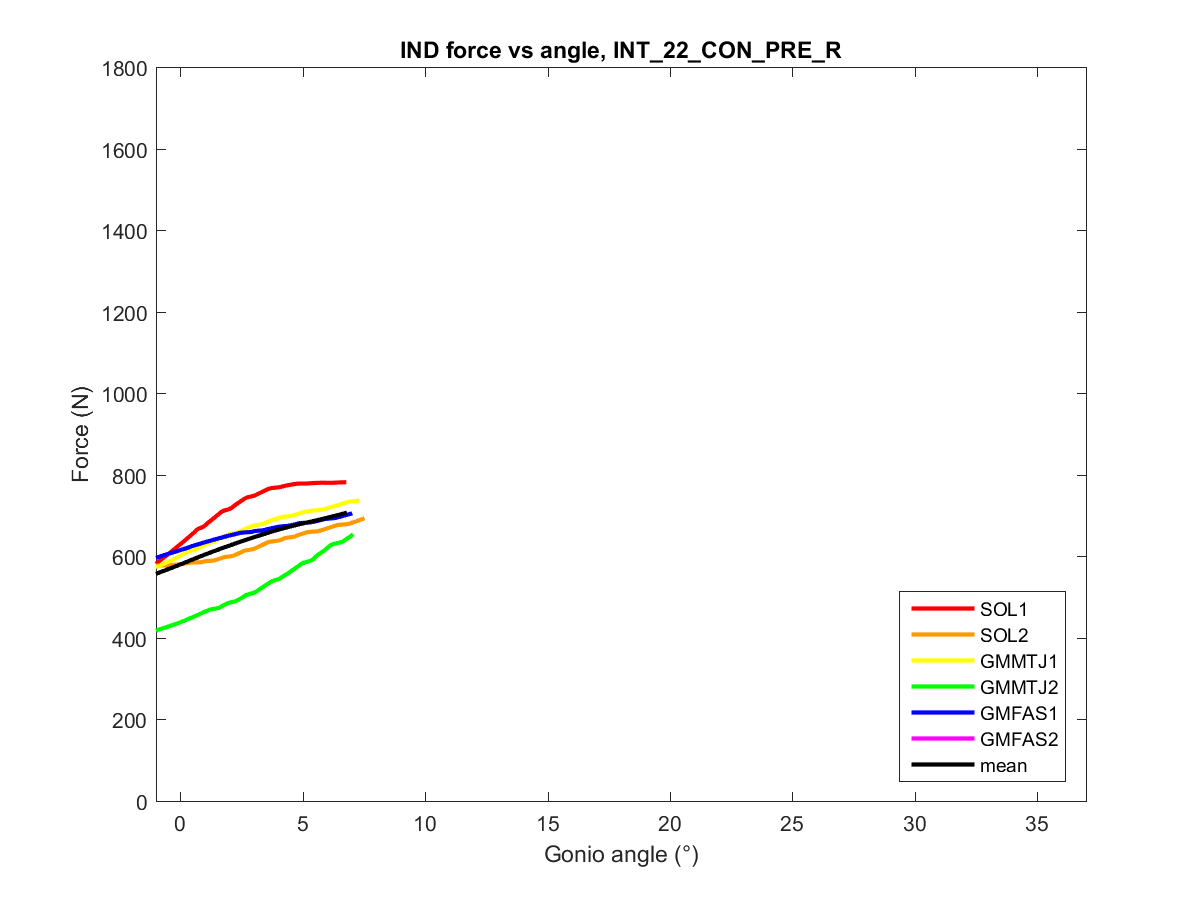 IND force vs angle, INT_22_CON_PRE_R
1800
1600
1400
1200
1000
800
600
400
200
0
Force (N)
0 5 10 15 20 25 30 35
Gonio angle (°)
SOL1
SOL2
GMMTJ1
GMMTJ2
GMFAS1
GMFAS2
mean